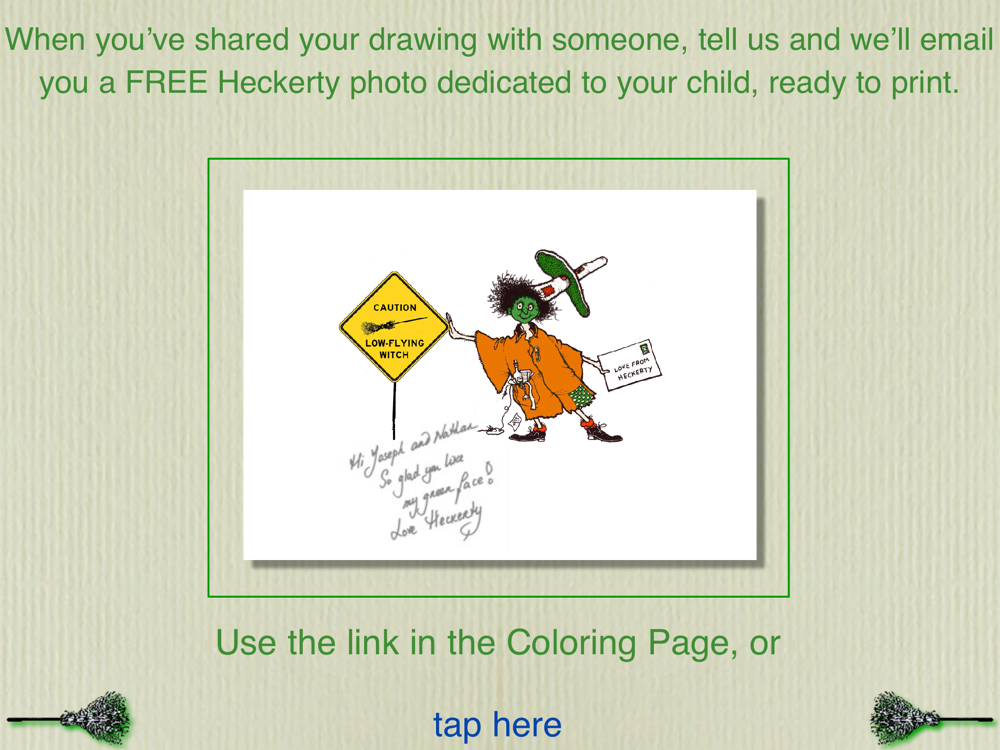 When you’ve shared your drawing with someone, tell us and we’ll email
you a FREE Heckerty photo dedicated to your child, ready to print.
CAUTION
LOW-FLYING
WITCH
LOVE FROM
HECKERTY
Hi Joseph and Nathan
So glad you like
my green face!
Love Heckerty
Use the link in the Coloring Page, or
tap here